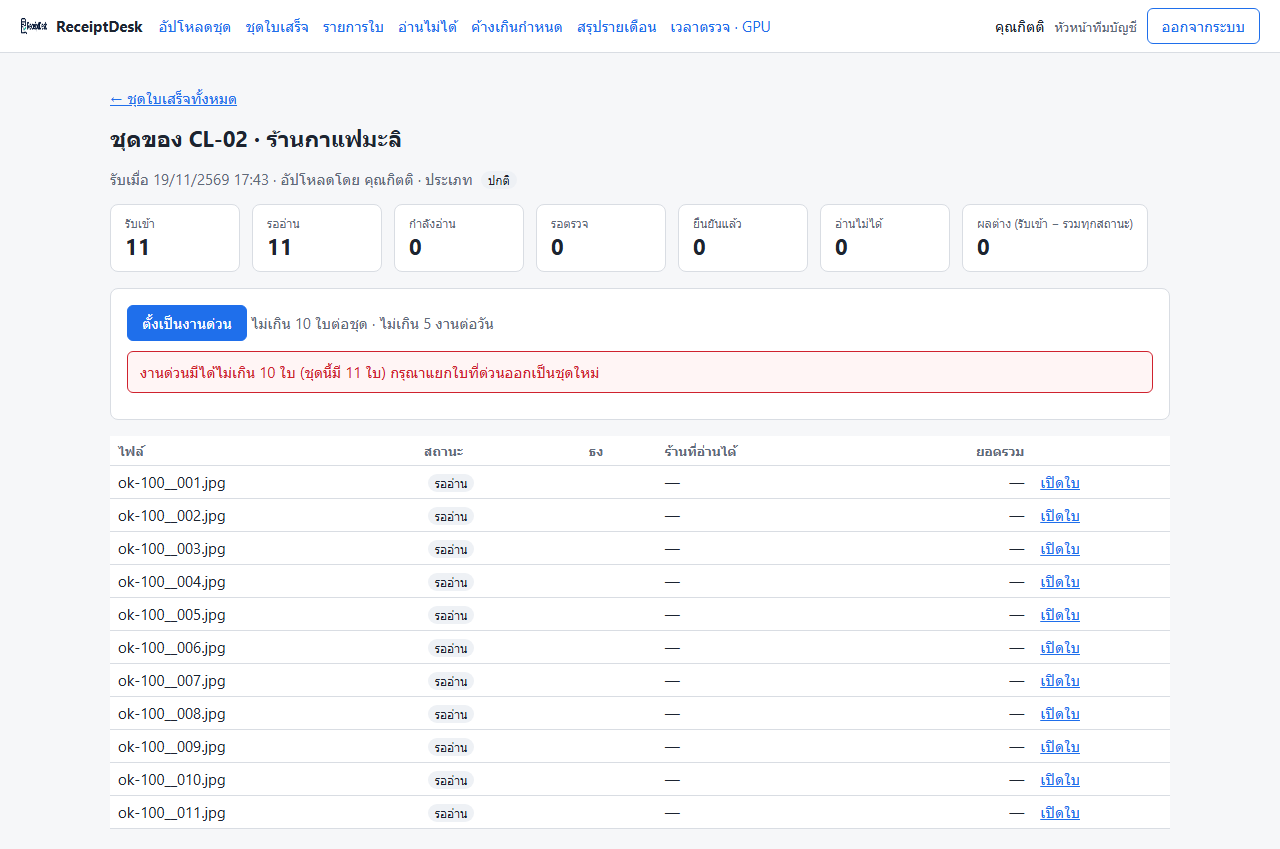 ReceiptDesk อัปโหลดชุด ชุดใบเสร็จ รายการใบ อ่านไม่ได้ ค้างเกินกำหนด สรุปรายเดือน เวลาตรวจ · GPU คุณกิตติ หัวหน้าทีมบัญชี ออกจากระบบ
← ชุดใบเสร็จทั้งหมด
ชุดของ CL-02 · ร้านกาแฟมะลิ
รับเมื่อ 19/11/2569 17:43 · อัปโหลดโดย คุณกิตติ · ประเภท ปกติ
รับเข้า รออ่าน กำลังอ่าน รอตรวจ ยืนยันแล้ว อ่านไม่ได้ ผลต่าง (รับเข้า − รวมทุกสถานะ)
11 11 0 0 0 0 0
ตั้งเป็นงานด่วน ไม่เกิน 10 ใบต่อชุด · ไม่เกิน 5 งานต่อวัน
งานด่วนมีได้ไม่เกิน 10 ใบ (ชุดนี้มี 11 ใบ) กรุณาแยกใบที่ด่วนออกเป็นชุดใหม่
ไฟล์ สถานะ ธง ร้านที่อ่านได้ ยอดรวม
ok-100__001.jpg รออ่าน — — เปิดใบ
ok-100__002.jpg รออ่าน — — เปิดใบ
ok-100__003.jpg รออ่าน — — เปิดใบ
ok-100__004.jpg รออ่าน — — เปิดใบ
ok-100__005.jpg รออ่าน — — เปิดใบ
ok-100__006.jpg รออ่าน — — เปิดใบ
ok-100__007.jpg รออ่าน — — เปิดใบ
ok-100__008.jpg รออ่าน — — เปิดใบ
ok-100__009.jpg รออ่าน — — เปิดใบ
ok-100__010.jpg รออ่าน — — เปิดใบ
ok-100__011.jpg รออ่าน — — เปิดใบ